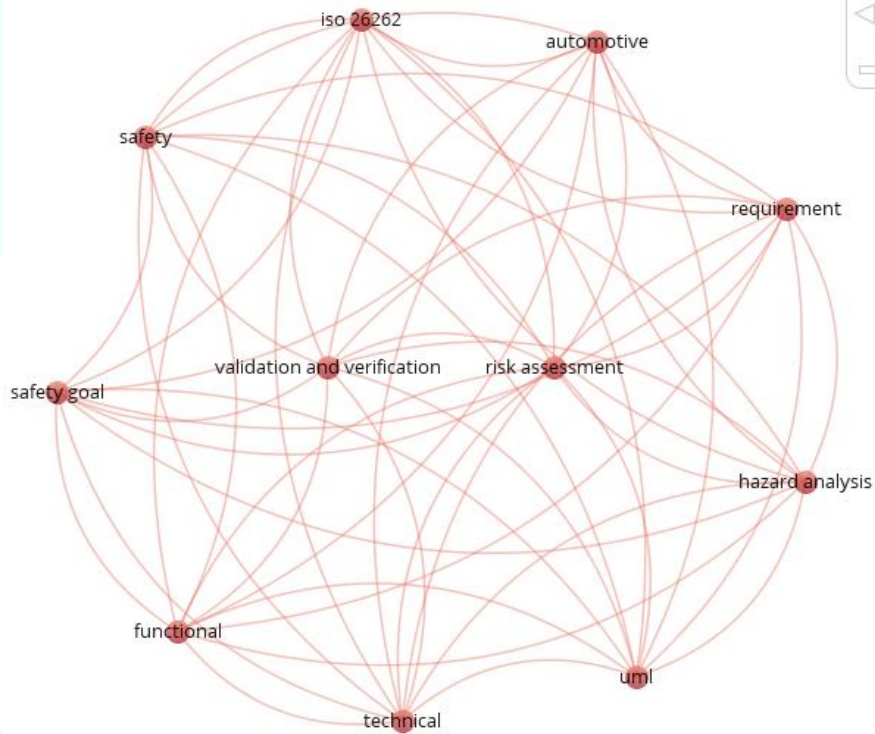 iso 26262
automotive
safety
requirement
validation and verification
risk assessment
safety goal
hazard analysis
functional
uml
technical